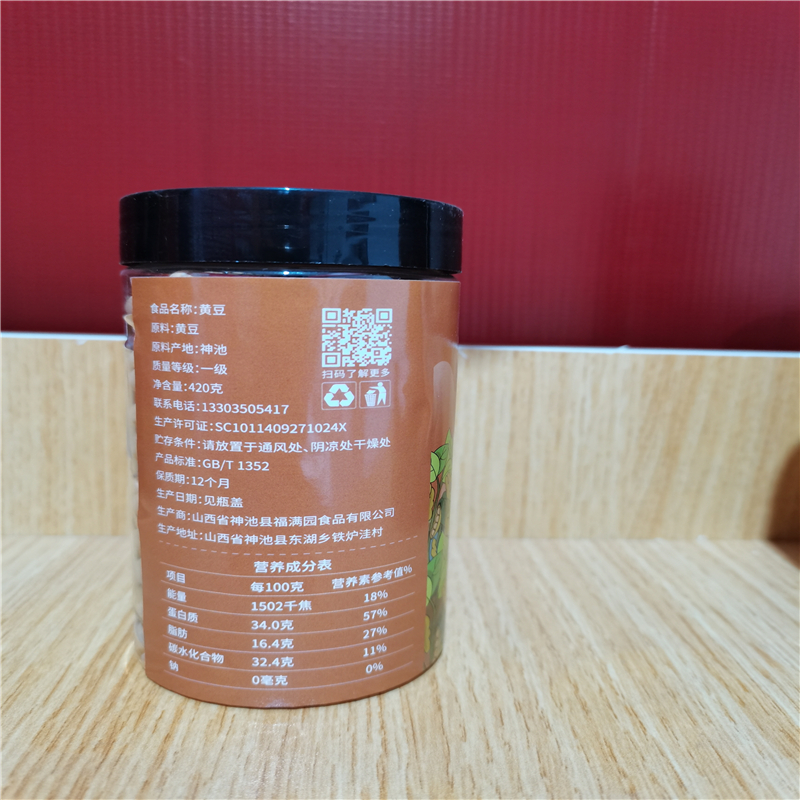 食品名称：黄豆
原料：黄豆
原料产地：神池
质量等级：一级
净含量：420克
扫码了解更多
联系电话：13303505417
生产许可证：SC1011409271024X
贮存条件：请放置于通风处、阴凉处干燥处
产品标准：GB/T 1352
保质期：12个月
生产日期：见瓶盖
生产商：山西省神池县福满园食品有限公司
生产地址：山西省神池县东湖乡铁炉洼村
营养成分表
项目 每100克 营养素参考值%
能量 1502千焦 18%
蛋白质 34.0克 57%
脂肪 16.4克 27%
碳水化合物 32.4克 11%
钠 0毫克 0%